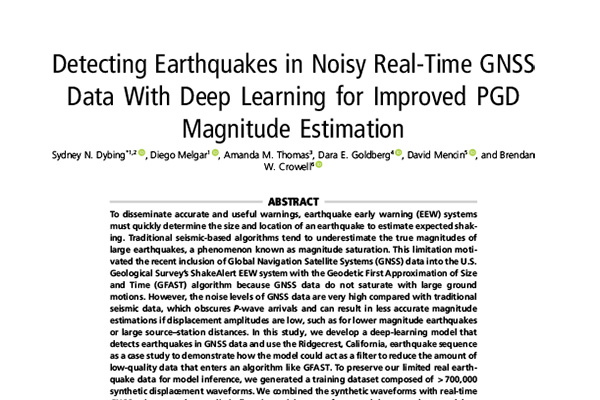 Detecting Earthquakes in Noisy Real-Time GNSS
Data With Deep Learning for Improved PGD
Magnitude Estimation
Sydney N. Dybing*1,2, Diego Melgar1, Amanda M. Thomas3, Dara E. Goldberg4, David Mencin5, and Brendan
W. Crowell6
ABSTRACT
To disseminate accurate and useful warnings, earthquake early warning (EEW) systems
must quickly determine the size and location of an earthquake to estimate expected shak-
ing. Traditional seismic-based algorithms tend to underestimate the true magnitudes of
large earthquakes, a phenomenon known as magnitude saturation. This limitation moti-
vated the recent inclusion of Global Navigation Satellite Systems (GNSS) data into the U.S.
Geological Survey's ShakeAlert EEW system with the Geodetic First Approximation of Size
and Time (GFAST) algorithm because GNSS data do not saturate with large ground
motions. However, the noise levels of GNSS data are very high compared with traditional
seismic data, which obscures P-wave arrivals and can result in less accurate magnitude
estimations if displacement amplitudes are low, such as for lower magnitude earthquakes
or large source–station distances. In this study, we develop a deep-learning model that
detects earthquakes in GNSS data and use the Ridgecrest, California, earthquake sequence
as a case study to demonstrate how the model could act as a filter to reduce the amount of
low-quality data that enters an algorithm like GFAST. To preserve our limited real earth-
quake data for model inference, we generated a training dataset composed of >700,000
synthetic displacement waveforms. We combined the synthetic waveforms with real-time